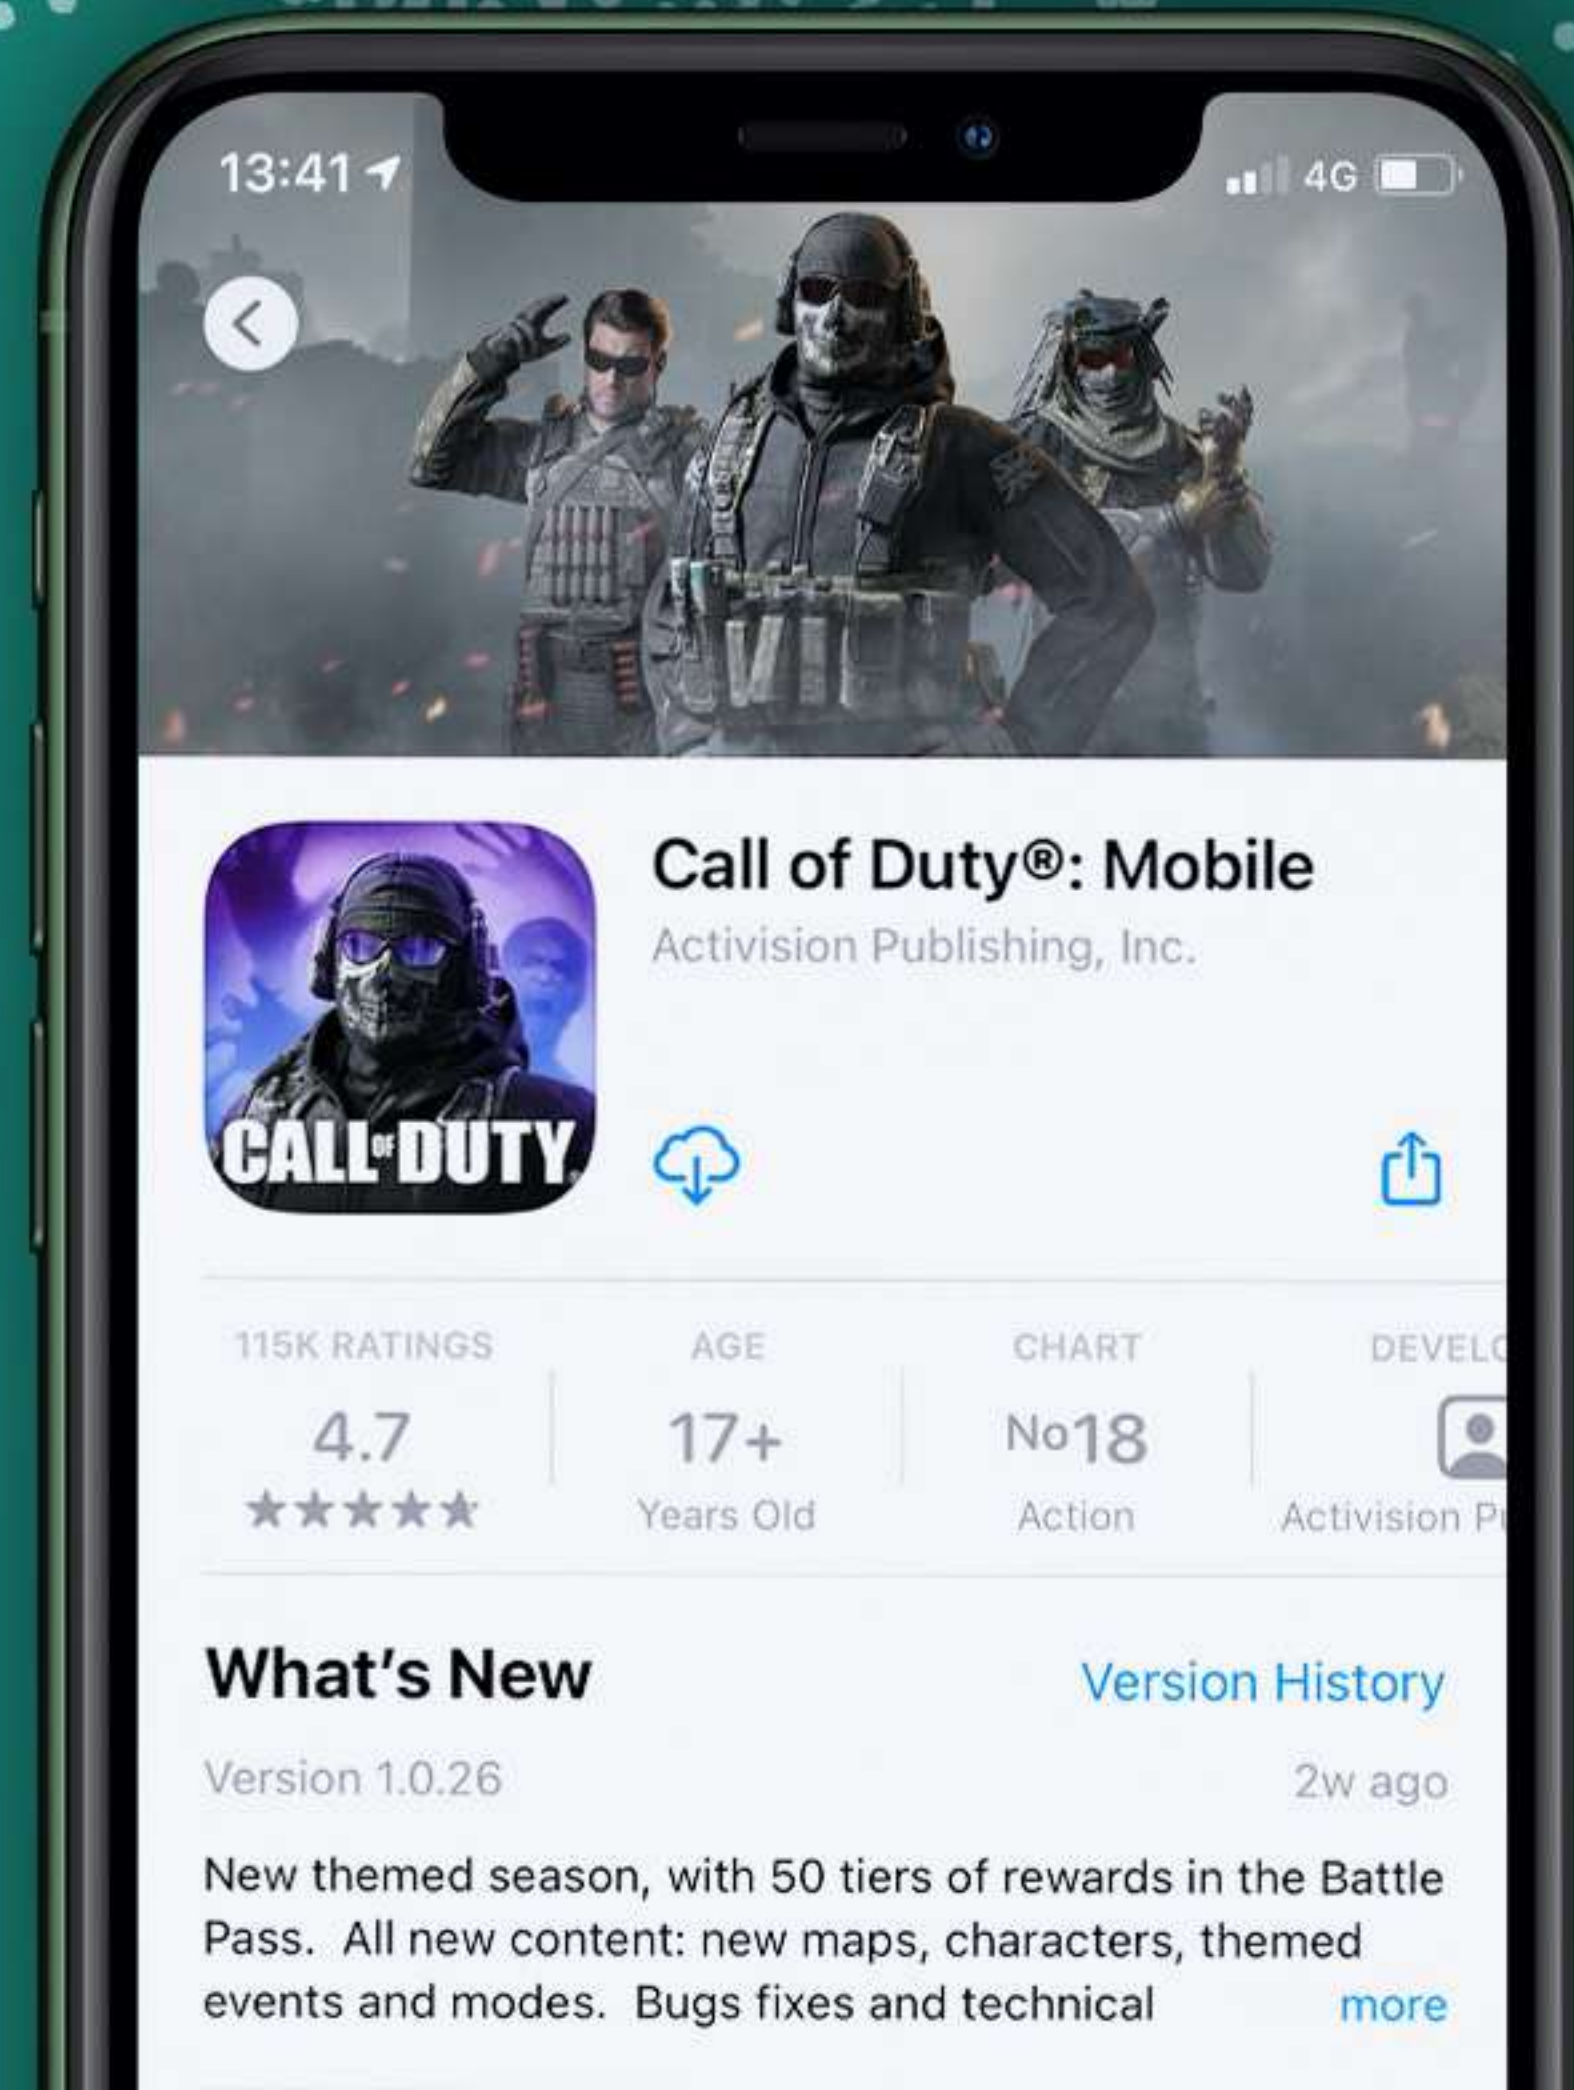 13:41
4G
Call of Duty®: Mobile
Activision Publishing, Inc.
CALL OF DUTY
115K RATINGS
AGE
CHART
DEVELO
4.7
17+
No18
Years Old
Action
Activision Pu
What's New
Version History
Version 1.0.26
2w ago
New themed season, with 50 tiers of rewards in the Battle
Pass. All new content: new maps, characters, themed
events and modes. Bugs fixes and technical
more